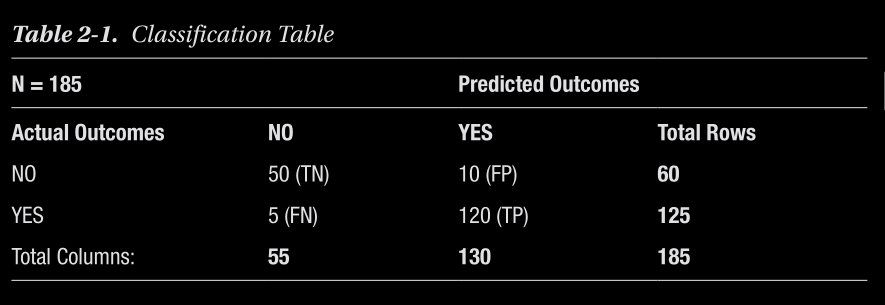 Table 2-1. Classification Table
N = 185 Predicted Outcomes
Actual Outcomes NO YES Total Rows
NO 50 (TN) 10 (FP) 60
YES 5 (FN) 120 (TP) 125
Total Columns: 55 130 185